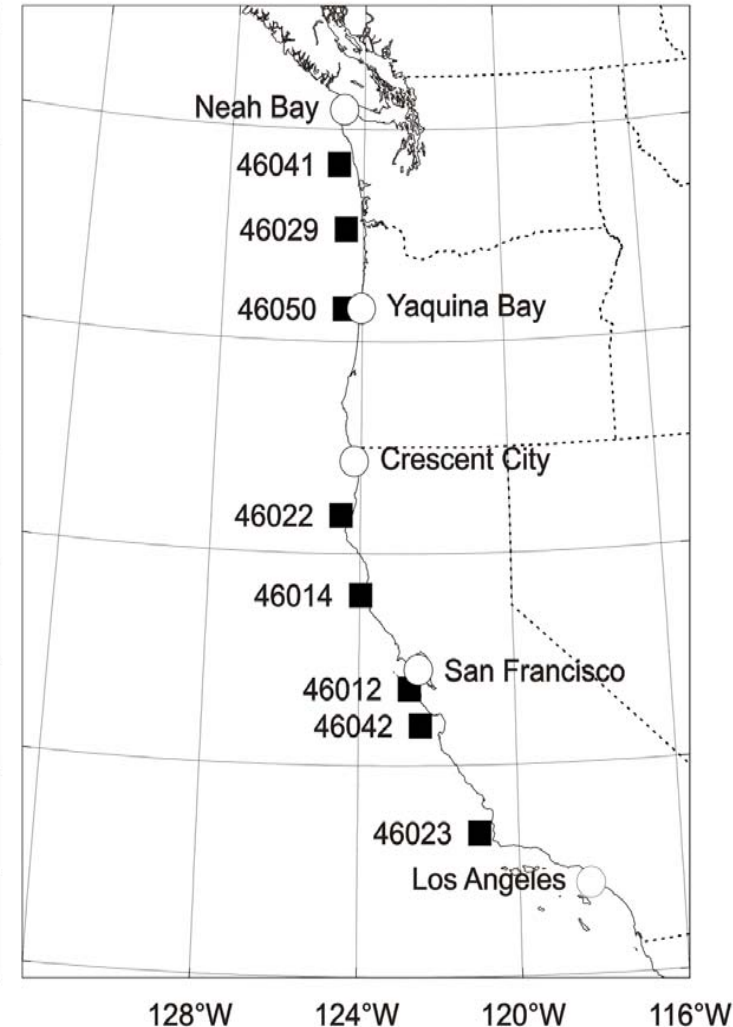 Neah Bay
46041
46029
46050 Yaquina Bay
Crescent City
46022
46014
San Francisco
46012
46042
46023
Los Angeles
128°W 124°W 120°W 116°W